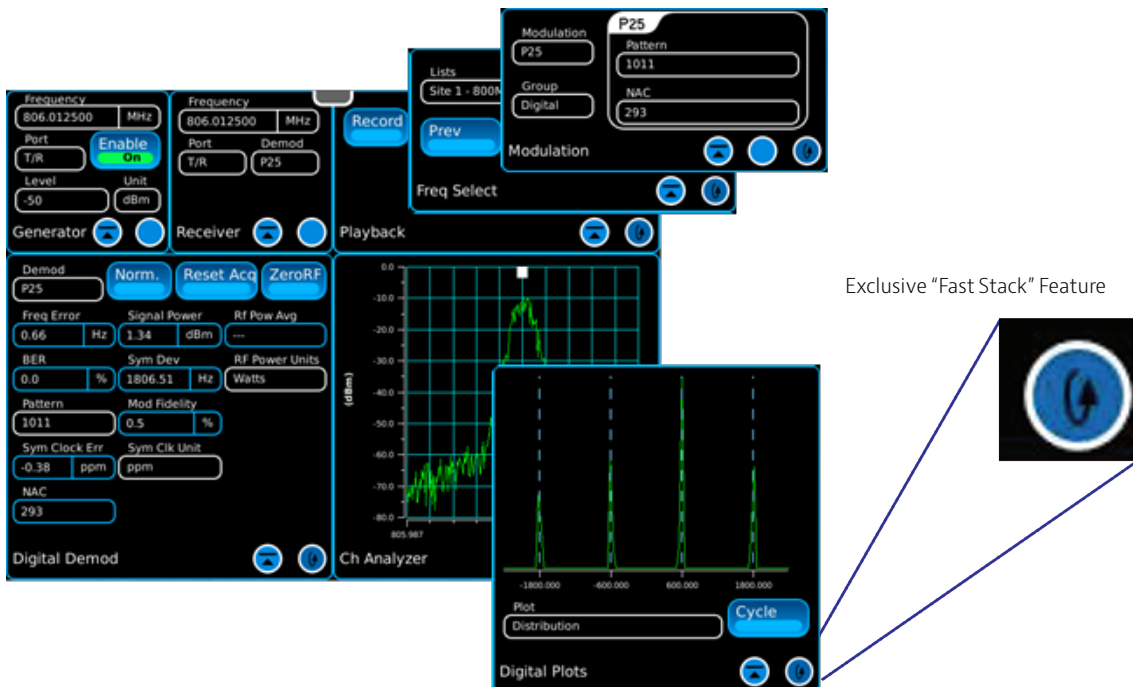 Modulation
P25
Group
Digital
Modulation
P25
Pattern
1011
NAC
293
Lists
Site 1 - 800M
Prev
Freq Select
Frequency
806.012500 MHz
Port
T/R
Enable
On
Level Unit
-50 dBm
Generator
Frequency
806.012500 MHz
Port Demod
T/R P25
Receiver
Record
Playback
Demod
P25
Norm.
Reset Acq
ZeroRF
Freq Error Signal Power Rf Pow Avg
0.66 Hz 1.34 dBm ---
BER Sym Dev RF Power Units
0.0 % 1806.51 Hz Watts
Pattern Mod Fidelity
1011 0.5 %
Sym Clock Err Sym Clk Unit
-0.38 ppm ppm
NAC
293
Digital Demod
0.0
-10.0
-20.0
-30.0
-40.0
-50.0
-60.0
-70.0
-80.0
(dBm)
805.987
Ch Analyzer
-1800.000 -600.000 600.000 1800.000
Plot
Distribution
Cycle
Digital Plots
Exclusive “Fast Stack” Feature